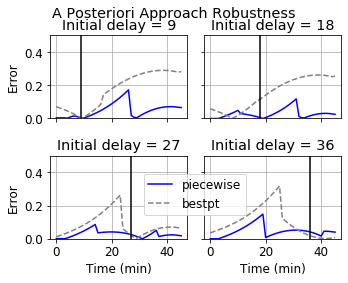 A Posteriori Approach Robustness
Initial delay = 9
Initial delay = 18
0.4
0.2
0.0
Error
Initial delay = 27
Initial delay = 36
0.4
0.2
0.0
Error
piecewise
bestpt
0
20
40
0
20
40
Time (min)
Time (min)